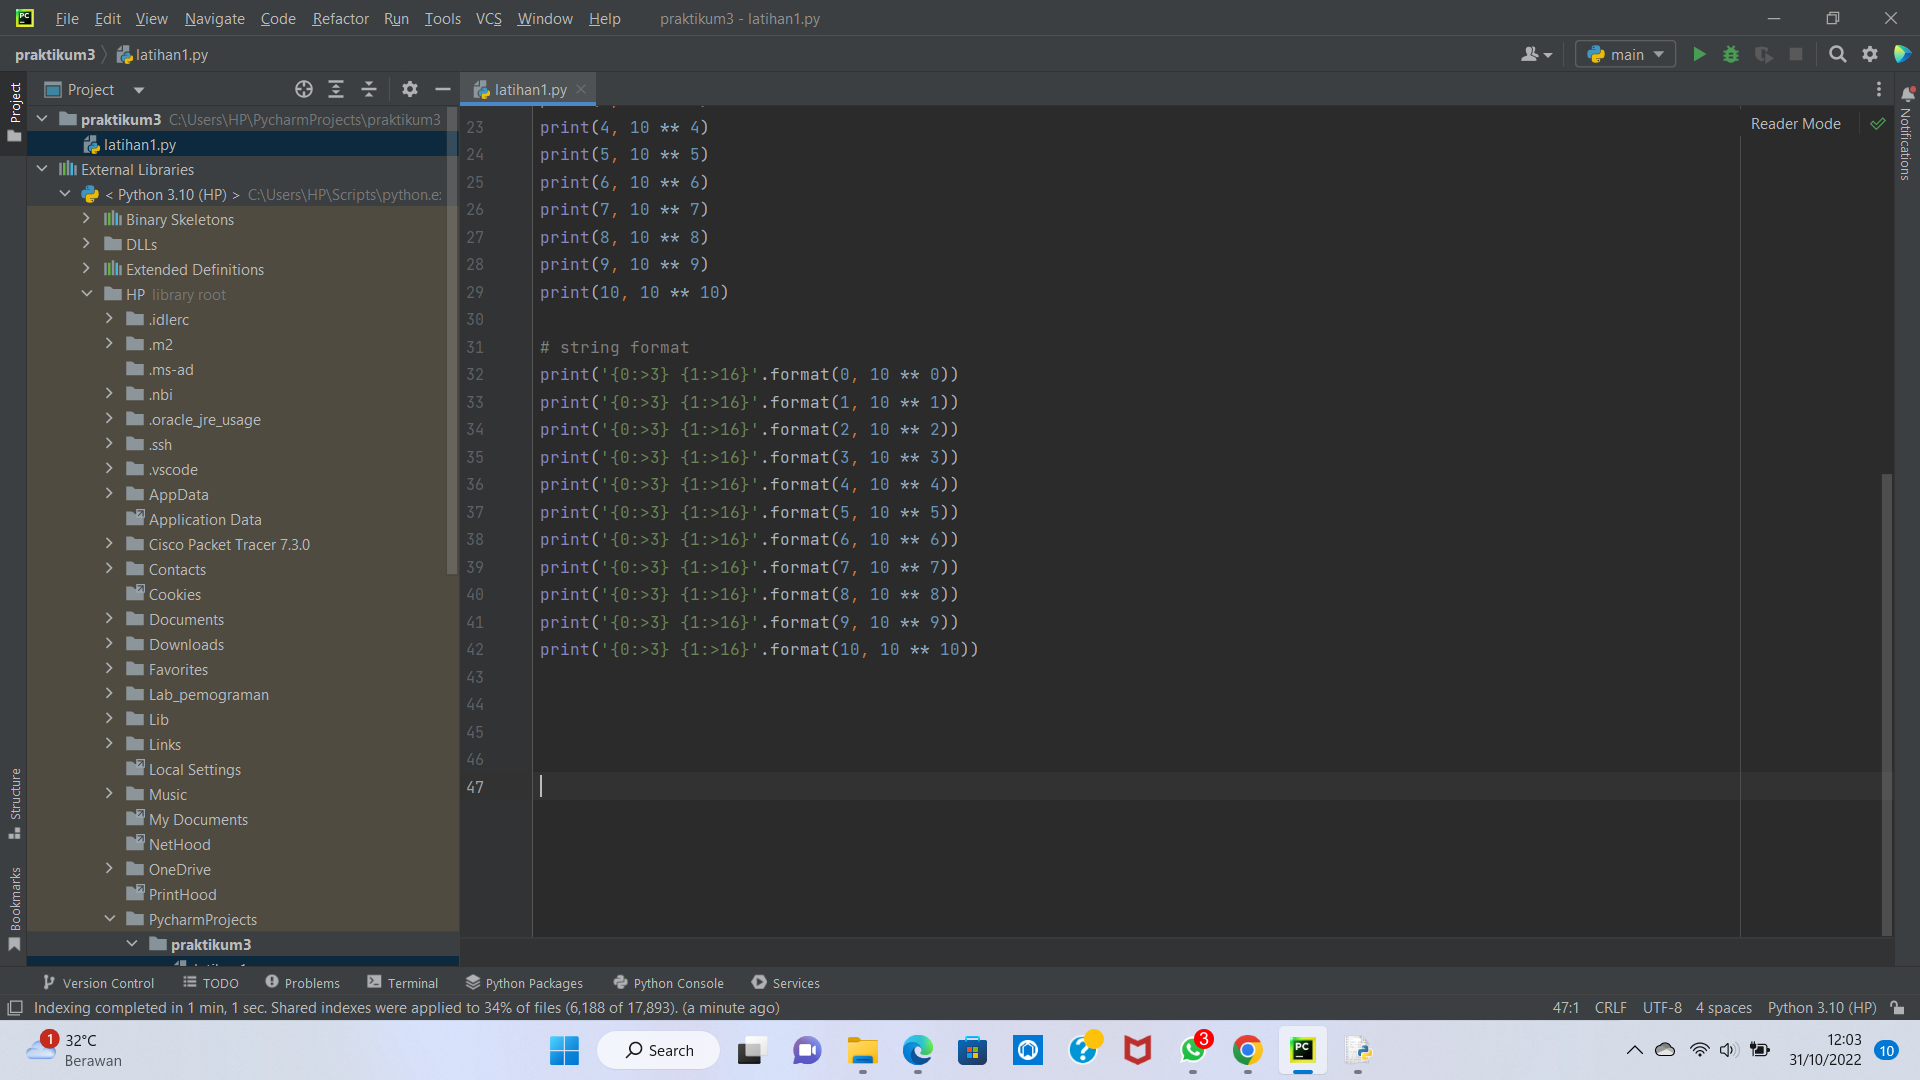 PC File Edit View Navigate Code Refactor Run Tools VCS Window Help praktikum3 - latihan1.py
praktikum3 latihan1.py main
Project Project latihan1.py
praktikum3 C:\Users\HP\PycharmProjects\praktikum3
latihan1.py
External Libraries
< Python 3.10 (HP) > C:\Users\HP\Scripts\python.e
Binary Skeletons
DLLs
Extended Definitions
HP library root
.idlerc
.m2
.ms-ad
.nbi
.oracle_jre_usage
.ssh
.vscode
AppData
Application Data
Cisco Packet Tracer 7.3.0
Contacts
Cookies
Documents
Downloads
Favorites
Lab_pemograman
Lib
Links
Local Settings
Music
My Documents
NetHood
OneDrive
PrintHood
PycharmProjects
praktikum3
Structure
Bookmarks
23 print(4, 10 ** 4)
24 print(5, 10 ** 5)
25 print(6, 10 ** 6)
26 print(7, 10 ** 7)
27 print(8, 10 ** 8)
28 print(9, 10 ** 9)
29 print(10, 10 ** 10)
30
31 # string format
32 print('{0:>3} {1:>16}'.format(0, 10 ** 0))
33 print('{0:>3} {1:>16}'.format(1, 10 ** 1))
34 print('{0:>3} {1:>16}'.format(2, 10 ** 2))
35 print('{0:>3} {1:>16}'.format(3, 10 ** 3))
36 print('{0:>3} {1:>16}'.format(4, 10 ** 4))
37 print('{0:>3} {1:>16}'.format(5, 10 ** 5))
38 print('{0:>3} {1:>16}'.format(6, 10 ** 6))
39 print('{0:>3} {1:>16}'.format(7, 10 ** 7))
40 print('{0:>3} {1:>16}'.format(8, 10 ** 8))
41 print('{0:>3} {1:>16}'.format(9, 10 ** 9))
42 print('{0:>3} {1:>16}'.format(10, 10 ** 10))
43
44
45
46
47
Reader Mode
Notifications
Version Control TODO Problems Terminal Python Packages Python Console Services
Indexing completed in 1 min, 1 sec. Shared indexes were applied to 34% of files (6,188 of 17,893). (a minute ago) 47:1 CRLF UTF-8 4 spaces Python 3.10 (HP)
1 32°C
Berawan
Search
3
PC
12:03
31/10/2022
10